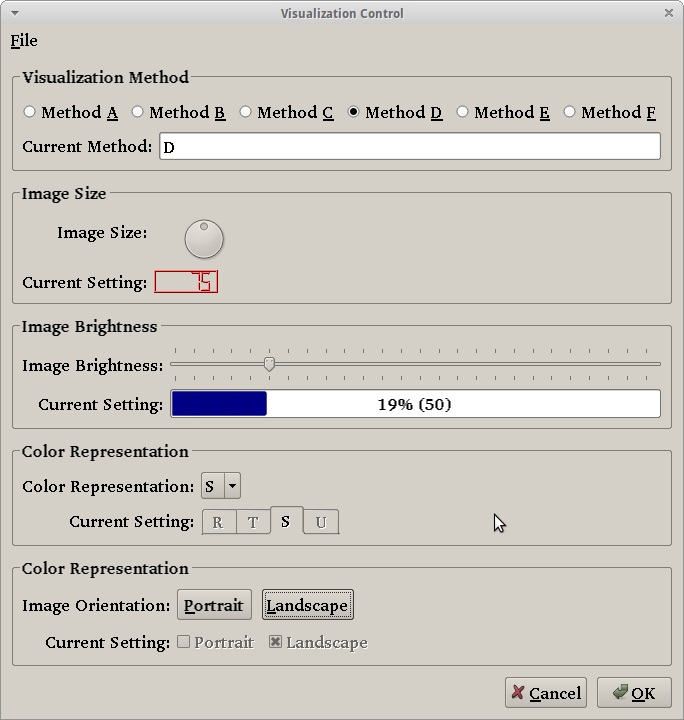 Visualization Control
File
Visualization Method
Method A Method B Method C Method D Method E Method F
Current Method: D
Image Size
Image Size:
Current Setting: 75
Image Brightness
Image Brightness:
Current Setting: 19% (50)
Color Representation
Color Representation: S
Current Setting: R T S U
Color Representation
Image Orientation: Portrait Landscape
Current Setting: Portrait Landscape
Cancel OK